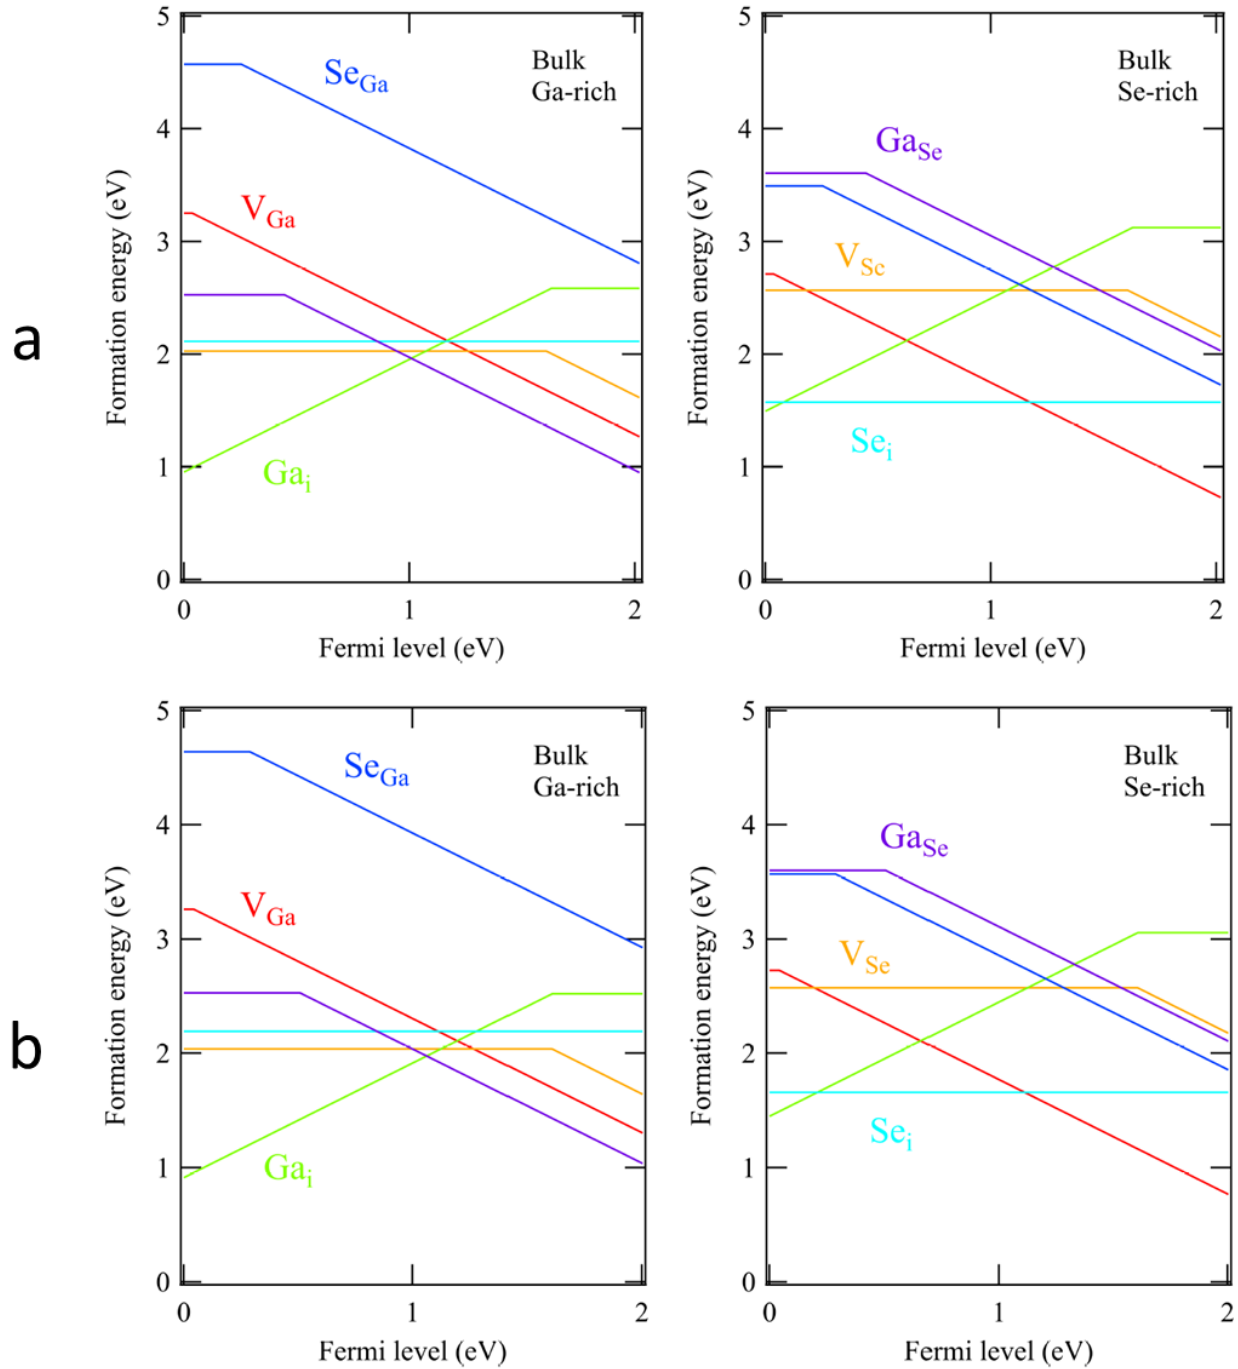 a
Formation energy (eV)
5
4
3
2
1
0
Se_Ga
Bulk
Ga-rich
V_Ga
Ga_i
0 1 2
Fermi level (eV)
Formation energy (eV)
5
4
3
2
1
0
Bulk
Se-rich
Ga_Se
V_Sc
Se_i
0 1 2
Fermi level (eV)
b
Formation energy (eV)
5
4
3
2
1
0
Bulk
Ga-rich
Se_Ga
V_Ga
Ga_i
0 1 2
Fermi level (eV)
Formation energy (eV)
5
4
3
2
1
0
Bulk
Se-rich
Ga_Se
V_Se
Se_i
0 1 2
Fermi level (eV)